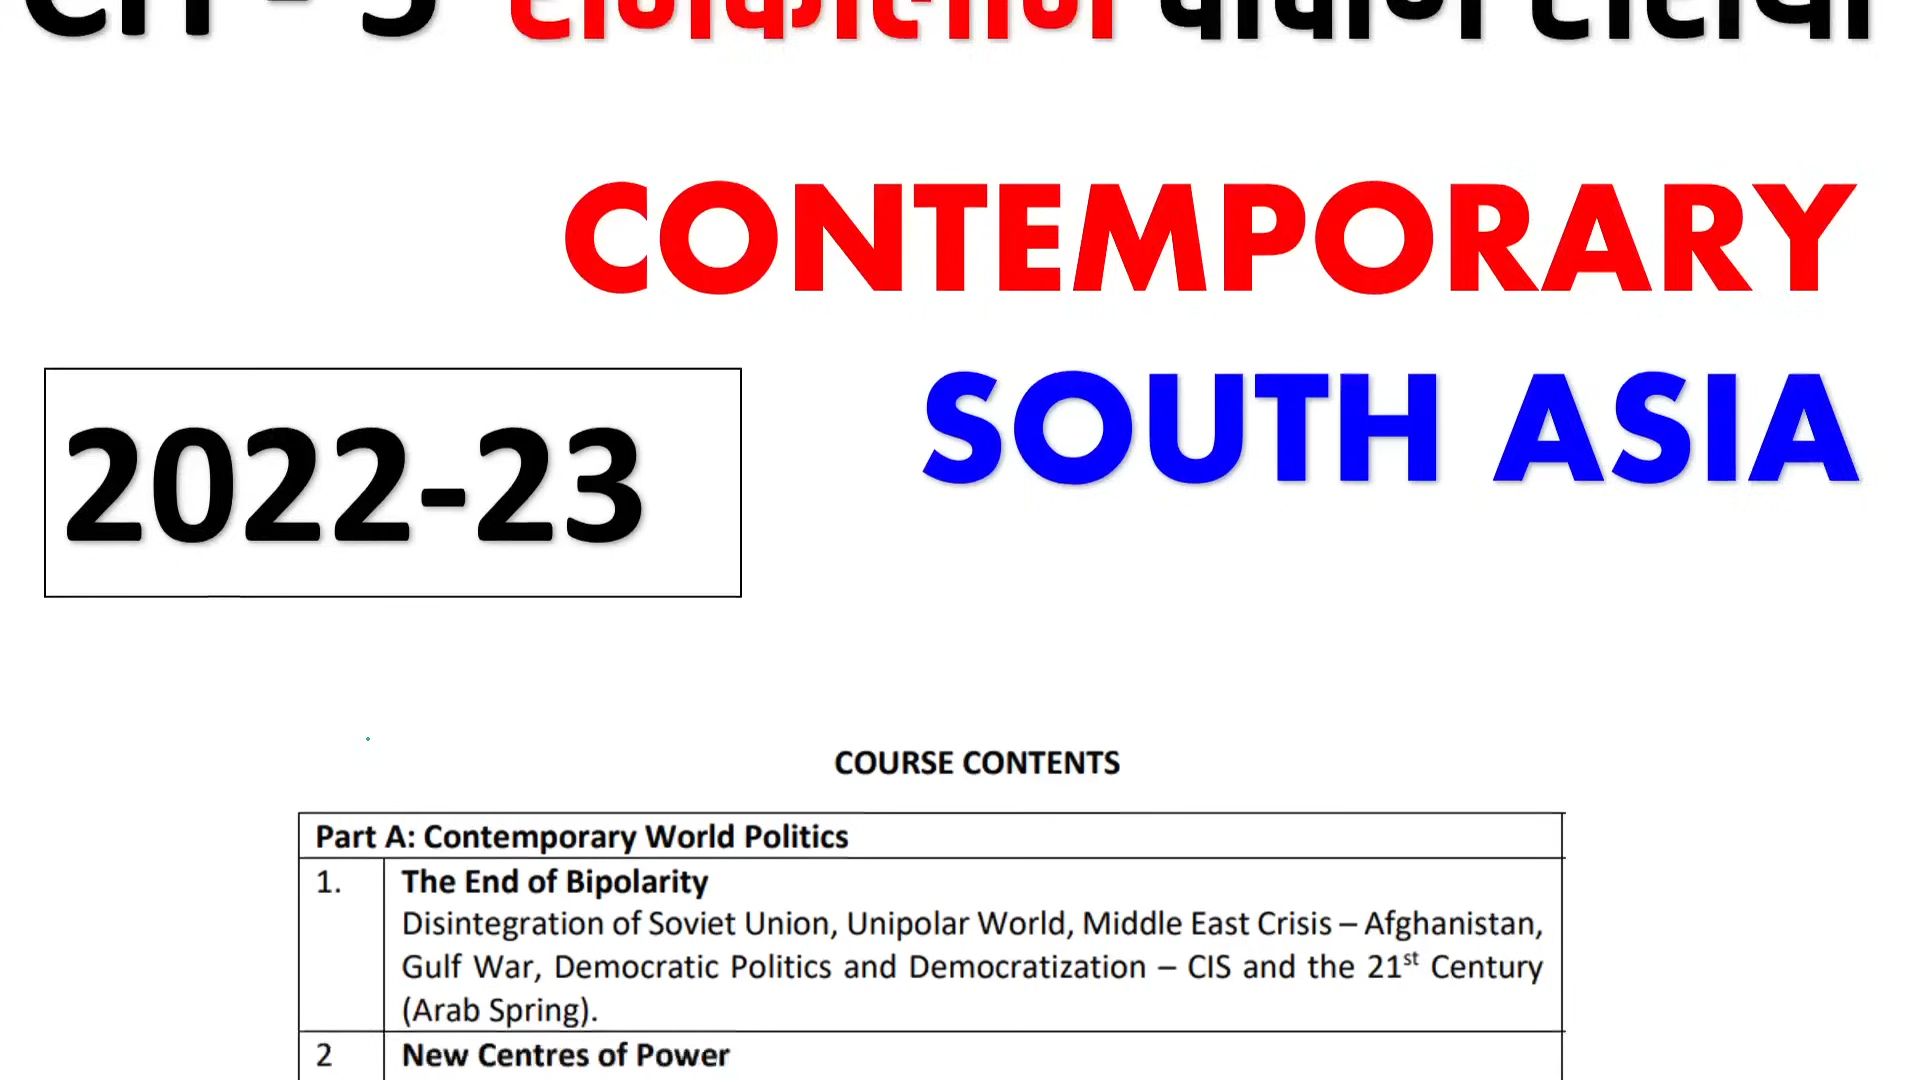 CONTEMPORARY
SOUTH ASIA
2022-23
COURSE CONTENTS
Part A: Contemporary World Politics
1. The End of Bipolarity
Disintegration of Soviet Union, Unipolar World, Middle East Crisis – Afghanistan,
Gulf War, Democratic Politics and Democratization – CIS and the 21st Century
(Arab Spring).
2 New Centres of Power